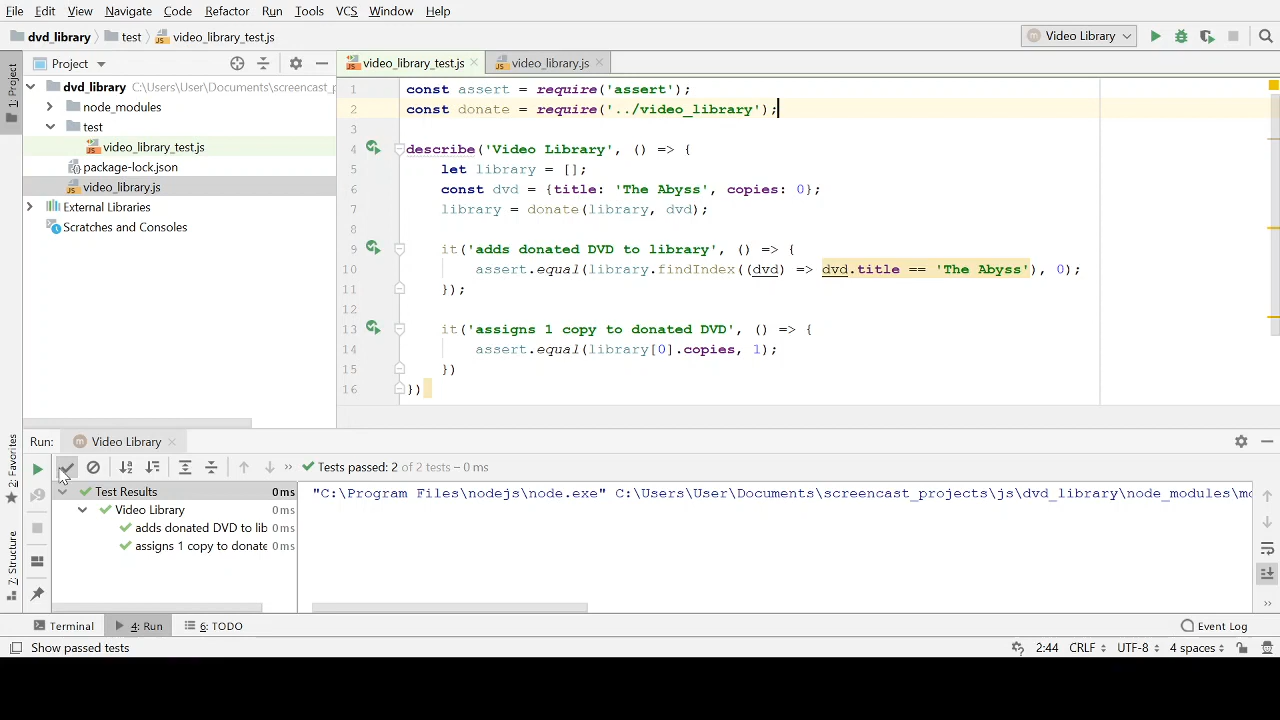 File Edit View Navigate Code Refactor Run Tools VCS Window Help
dvd_library test video_library_test.js Video Library
1: Project
Project
video_library_test.js video_library.js
dvd_library C:\Users\User\Documents\screencast_p
node_modules
test
video_library_test.js
package-lock.json
video_library.js
External Libraries
Scratches and Consoles
1 const assert = require('assert');
2 const donate = require('../video_library');
3
4 describe('Video Library', () => {
5 let library = [];
6 const dvd = {title: 'The Abyss', copies: 0};
7 library = donate(library, dvd);
8
9 it('adds donated DVD to library', () => {
10 assert.equal(library.findIndex((dvd) => dvd.title == 'The Abyss'), 0);
11 });
12
13 it('assigns 1 copy to donated DVD', () => {
14 assert.equal(library[0].copies, 1);
15 })
16 })
2: Favorites
7: Structure
Run: Video Library
Tests passed: 2 of 2 tests – 0 ms
Test Results 0 ms
Video Library 0 ms
adds donated DVD to lib 0 ms
assigns 1 copy to donate 0 ms
"C:\Program Files\nodejs\node.exe" C:\Users\User\Documents\screencast_projects\js\dvd_library\node_modules\mo
Terminal 4: Run 6: TODO Event Log
Show passed tests 2:44 CRLF UTF-8 4 spaces